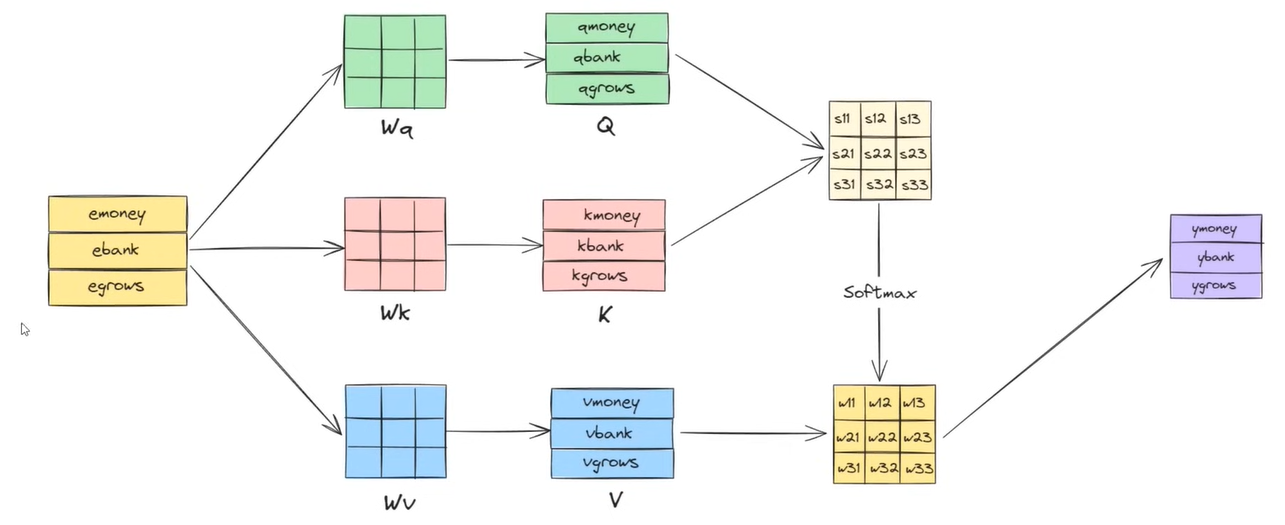 emoney
ebank
egrows
Wq
qmoney
qbank
qgrows
Q
Wk
kmoney
kbank
kgrows
K
Wv
vmoney
vbank
vgrows
V
s11 s12 s13
s21 s22 s23
s31 s32 s33
Softmax
w11 w12 w13
w21 w22 w23
w31 w32 w33
ymoney
ybank
ygrows